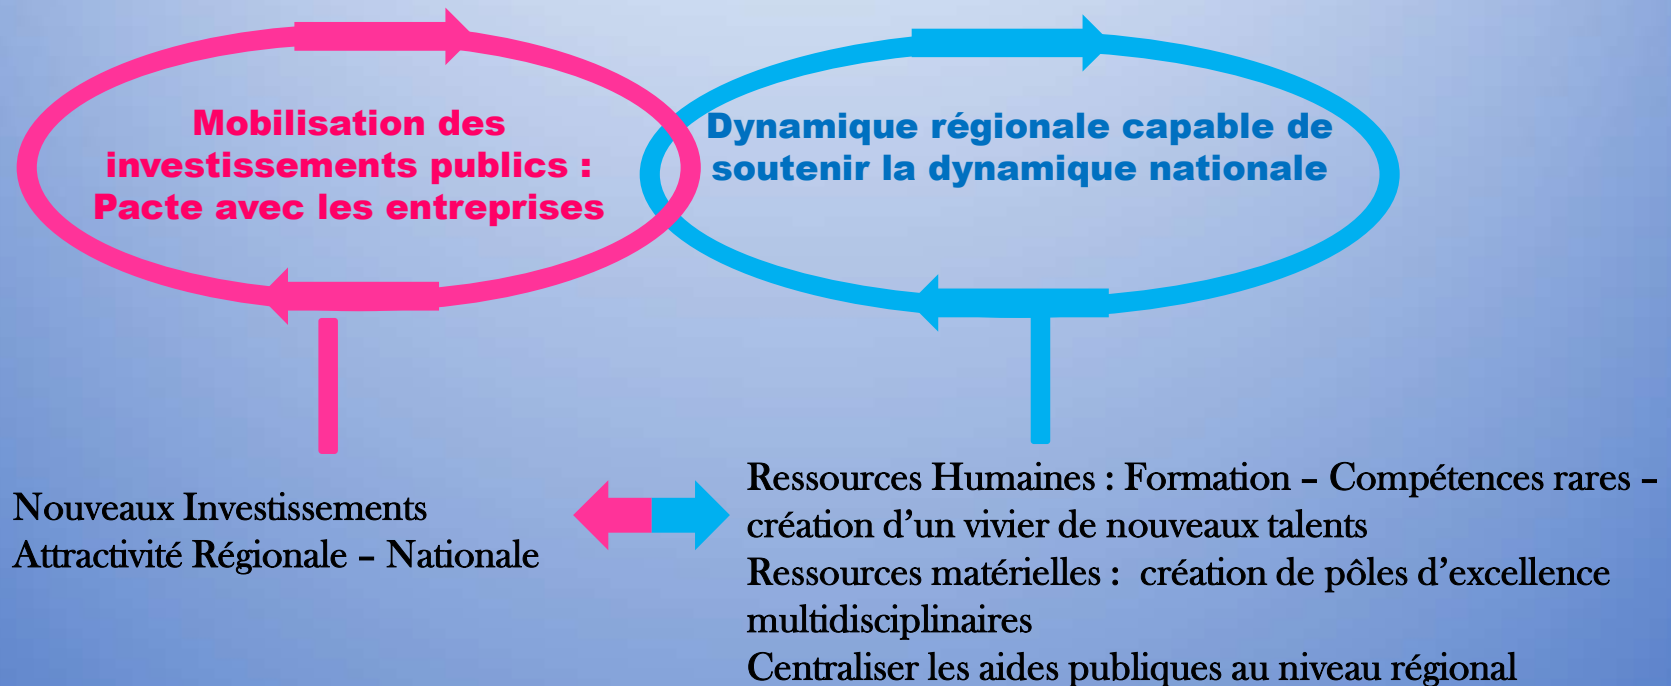 Mobilisation des
investissements publics :
Pacte avec les entreprises
Dynamique régionale capable de
soutenir la dynamique nationale
Nouveaux Investissements
Attractivité Régionale – Nationale
Ressources Humaines : Formation – Compétences rares –
création d’un vivier de nouveaux talents
Ressources matérielles : création de pôles d’excellence
multidisciplinaires
Centraliser les aides publiques au niveau régional